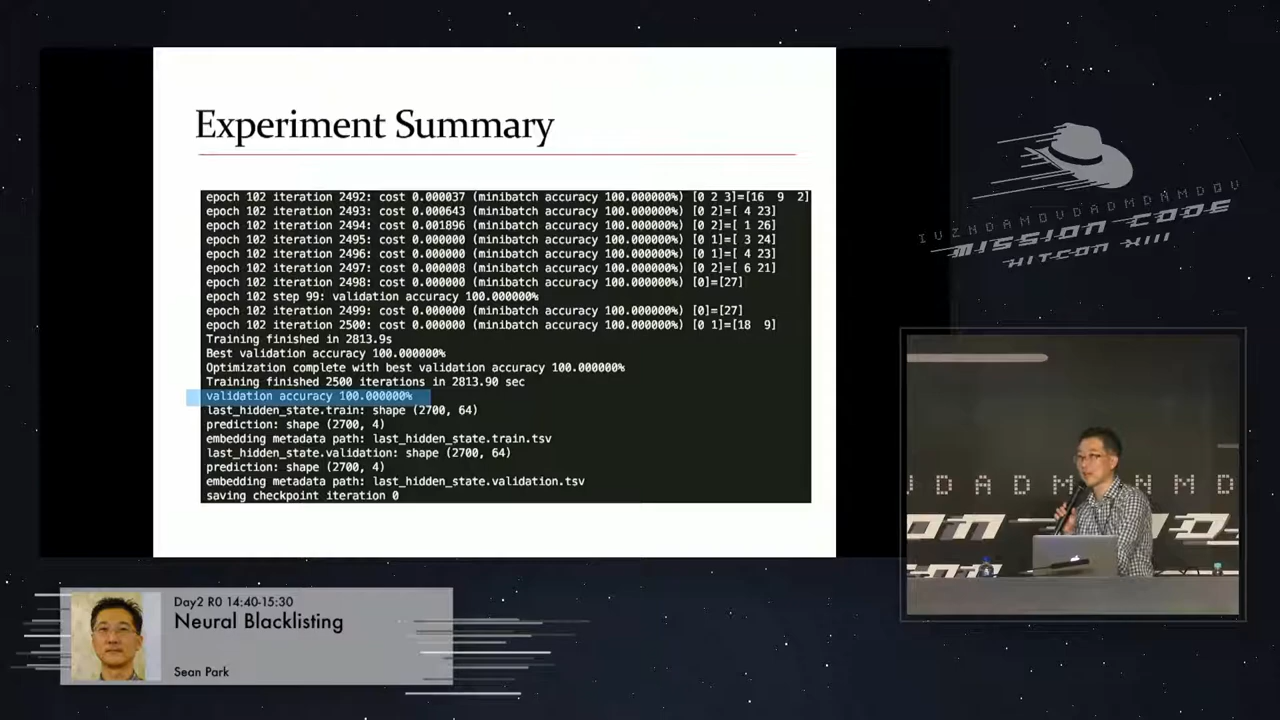 Experiment Summary
epoch 102 iteration 2492: cost 0.000037 (minibatch accuracy 100.000000%) [0 2 3]=[16  9  2]
epoch 102 iteration 2493: cost 0.000643 (minibatch accuracy 100.000000%) [0 2]=[ 4 23]
epoch 102 iteration 2494: cost 0.001896 (minibatch accuracy 100.000000%) [0 2]=[ 1 26]
epoch 102 iteration 2495: cost 0.000000 (minibatch accuracy 100.000000%) [0 1]=[ 3 24]
epoch 102 iteration 2496: cost 0.000000 (minibatch accuracy 100.000000%) [0 1]=[ 4 23]
epoch 102 iteration 2497: cost 0.000008 (minibatch accuracy 100.000000%) [0 2]=[ 6 21]
epoch 102 iteration 2498: cost 0.000000 (minibatch accuracy 100.000000%) [0]=[27]
epoch 102 step 99: validation accuracy 100.000000%
epoch 102 iteration 2499: cost 0.000000 (minibatch accuracy 100.000000%) [0]=[27]
epoch 102 iteration 2500: cost 0.000000 (minibatch accuracy 100.000000%) [0 1]=[18  9]
Training finished in 2813.9s
Best validation accuracy 100.000000%
Optimization complete with best validation accuracy 100.000000%
Training finished 2500 iterations in 2813.90 sec
validation accuracy 100.000000%
last_hidden_state.train: shape (2700, 64)
prediction: shape (2700, 4)
embedding metadata path: last_hidden_state.train.tsv
last_hidden_state.validation: shape (2700, 64)
prediction: shape (2700, 4)
embedding metadata path: last_hidden_state.validation.tsv
saving checkpoint iteration 0
IVZHDAMOVDADMDAMDQV
MISSION CODE
HITCON XIII
Day2 R0 14:40-15:30
Neural Blacklisting
Sean Park